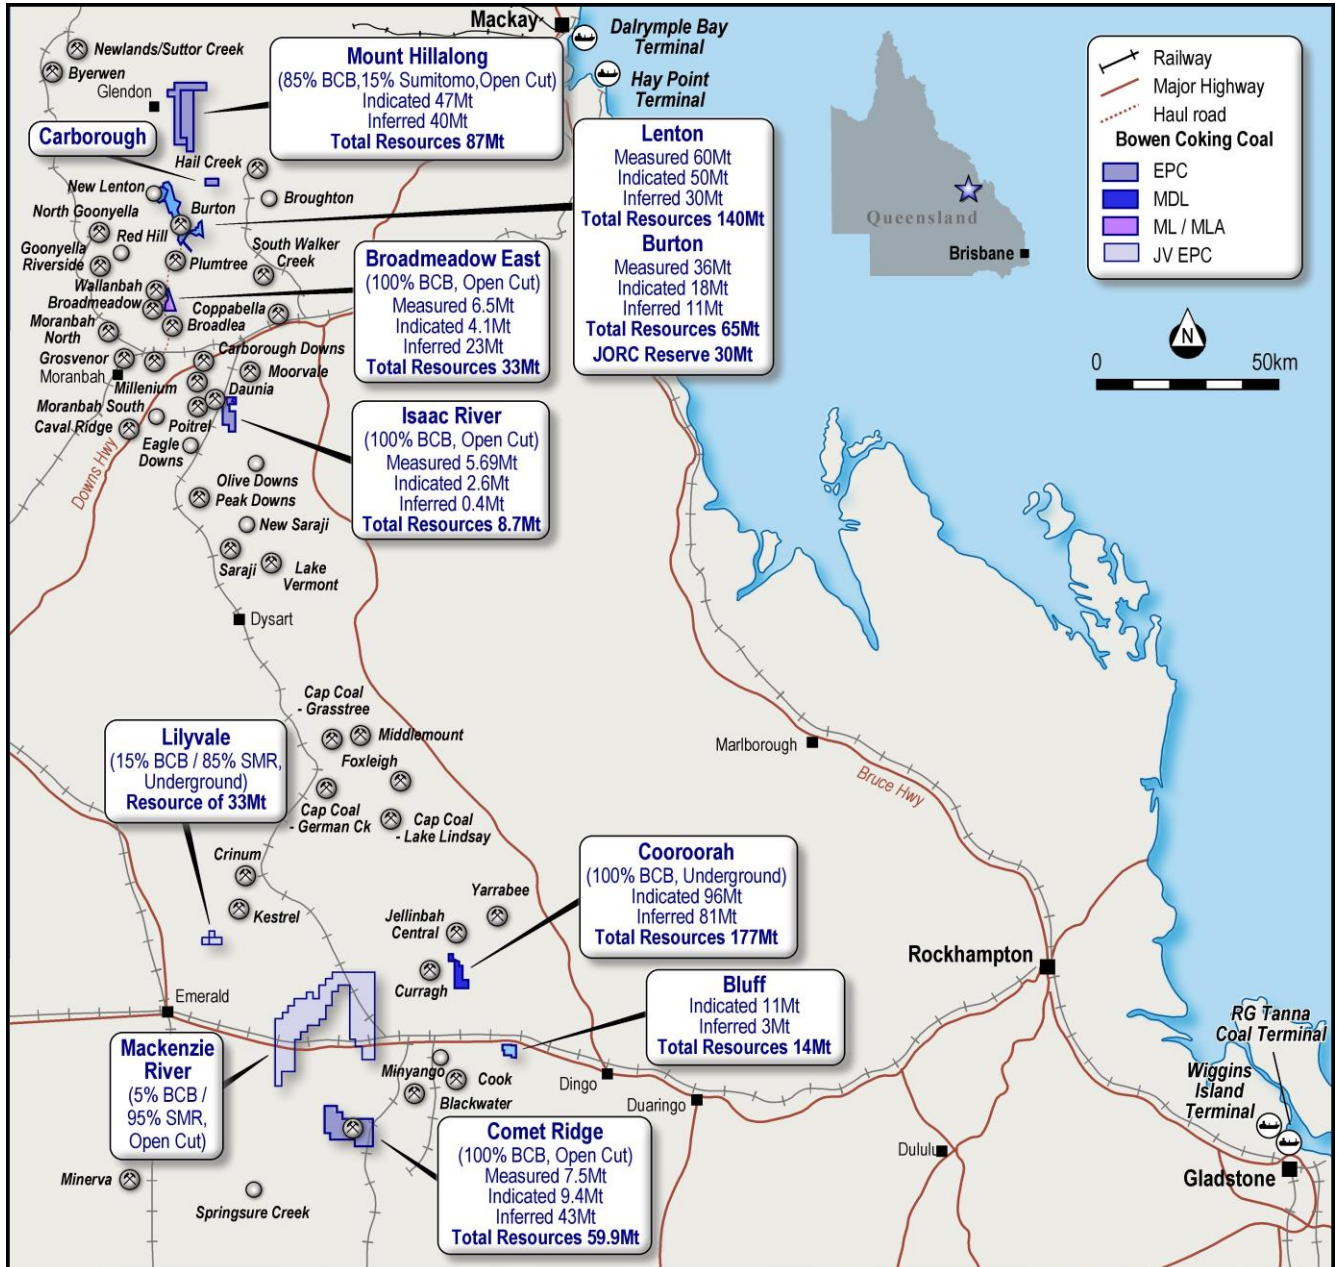 Mackay
Dalrymple Bay
Terminal
Hay Point
Terminal
Newlands/Suttor Creek
Byerwen
Glendon
Mount Hillalong
(85% BCB,15% Sumitomo,Open Cut)
Indicated 47Mt
Inferred 40Mt
Total Resources 87Mt
Railway
Major Highway
Haul road
Bowen Coking Coal
EPC
MDL
ML / MLA
JV EPC
Queensland
Brisbane
N
0
50km
Carborough
Hail Creek
New Lenton
Burton
Broughton
North Goonyella
Red Hill
Goonyella
Riverside
Plumtree
South Walker
Creek
Wallanbah
Broadmeadow
Coppabella
Broadlea
Moranbah
North
Grosvenor
Moranbah
Carborough Downs
Moorvale
Millenium
Daunia
Moranbah South
Poitrel
Caval Ridge
Eagle
Downs
Downs Hwy
Olive Downs
Peak Downs
New Saraji
Saraji
Lake
Vermont
Dysart
Lenton
Measured 60Mt
Indicated 50Mt
Inferred 30Mt
Total Resources 140Mt
Burton
Measured 36Mt
Indicated 18Mt
Inferred 11Mt
Total Resources 65Mt
JORC Reserve 30Mt
Broadmeadow East
(100% BCB, Open Cut)
Measured 6.5Mt
Indicated 4.1Mt
Inferred 23Mt
Total Resources 33Mt
Isaac River
(100% BCB, Open Cut)
Measured 5.69Mt
Indicated 2.6Mt
Inferred 0.4Mt
Total Resources 8.7Mt
Cap Coal
- Grasstree
Middlemount
Foxleigh
Cap Coal
- German Ck
Cap Coal
- Lake Lindsay
Marlborough
Bruce Hwy
Lilyvale
(15% BCB / 85% SMR,
Underground)
Resource of 33Mt
Crinum
Kestrel
Yarrabee
Jellinbah
Central
Curragh
Cooroorah
(100% BCB, Underground)
Indicated 96Mt
Inferred 81Mt
Total Resources 177Mt
Rockhampton
Emerald
Bluff
Indicated 11Mt
Inferred 3Mt
Total Resources 14Mt
RG Tanna
Coal Terminal
Wiggins
Island
Terminal
Gladstone
Mackenzie
River
(5% BCB /
95% SMR,
Open Cut)
Minyango
Cook
Blackwater
Dingo
Duaringo
Dululu
Comet Ridge
(100% BCB, Open Cut)
Measured 7.5Mt
Indicated 9.4Mt
Inferred 43Mt
Total Resources 59.9Mt
Minerva
Springsure Creek